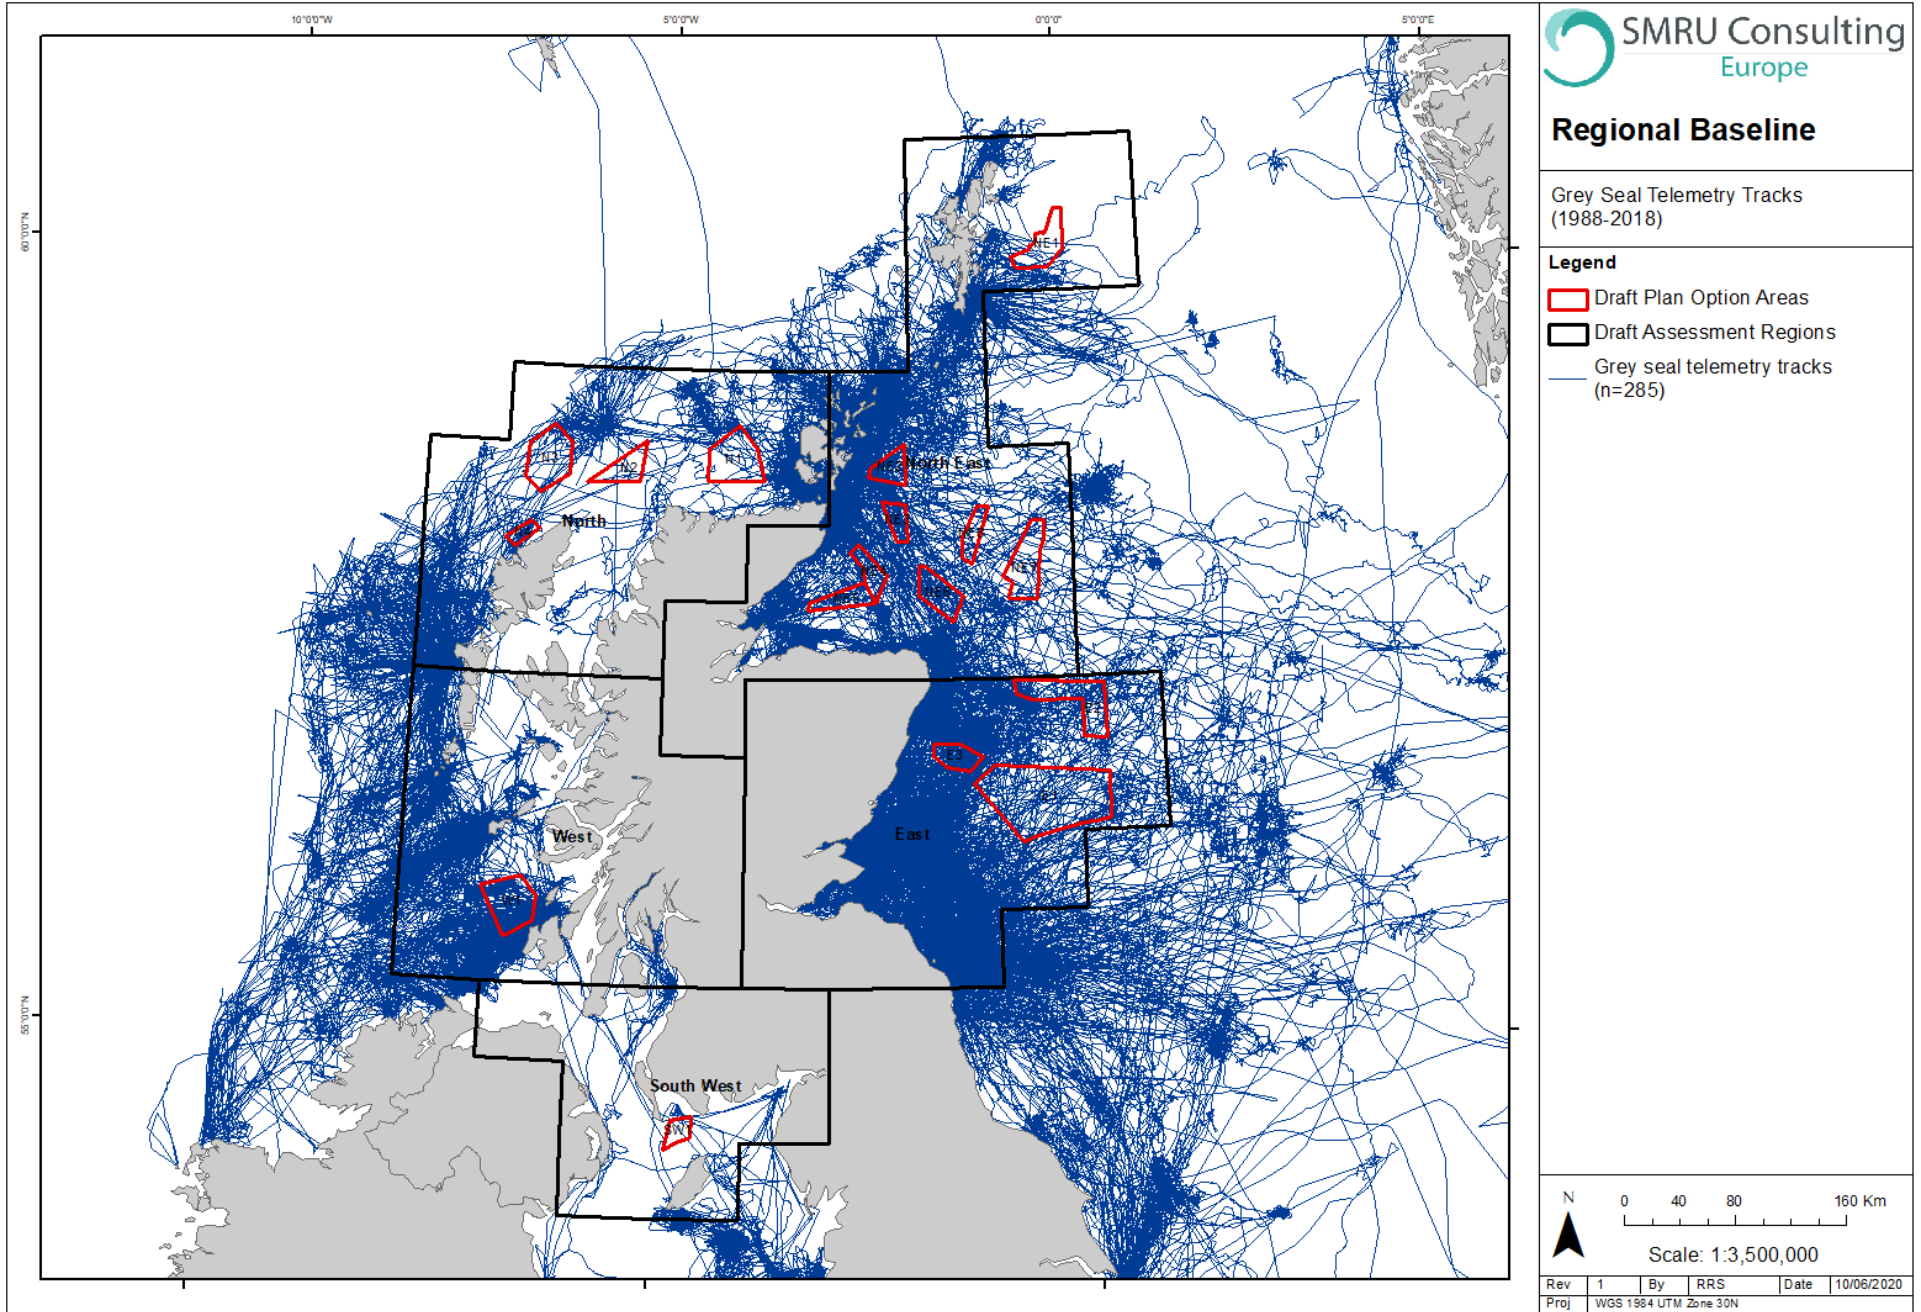 10°0'0"W
5°0'0"W
0°0'0"
5°0'0"E
60°0'0"N
55°0'0"N
NE1
N3
N2
N1
North East
North
NE7
NE6
E3
East
West
W1
South West
SW1
SMRU Consulting
Europe
Regional Baseline
Grey Seal Telemetry Tracks
(1988-2018)
Legend
Draft Plan Option Areas
Draft Assessment Regions
Grey seal telemetry tracks
(n=285)
N
0 40 80 160 Km
Scale: 1:3,500,000
Rev 1 By RRS Date 10/06/2020
Proj WGS 1984 UTM Zone 30N